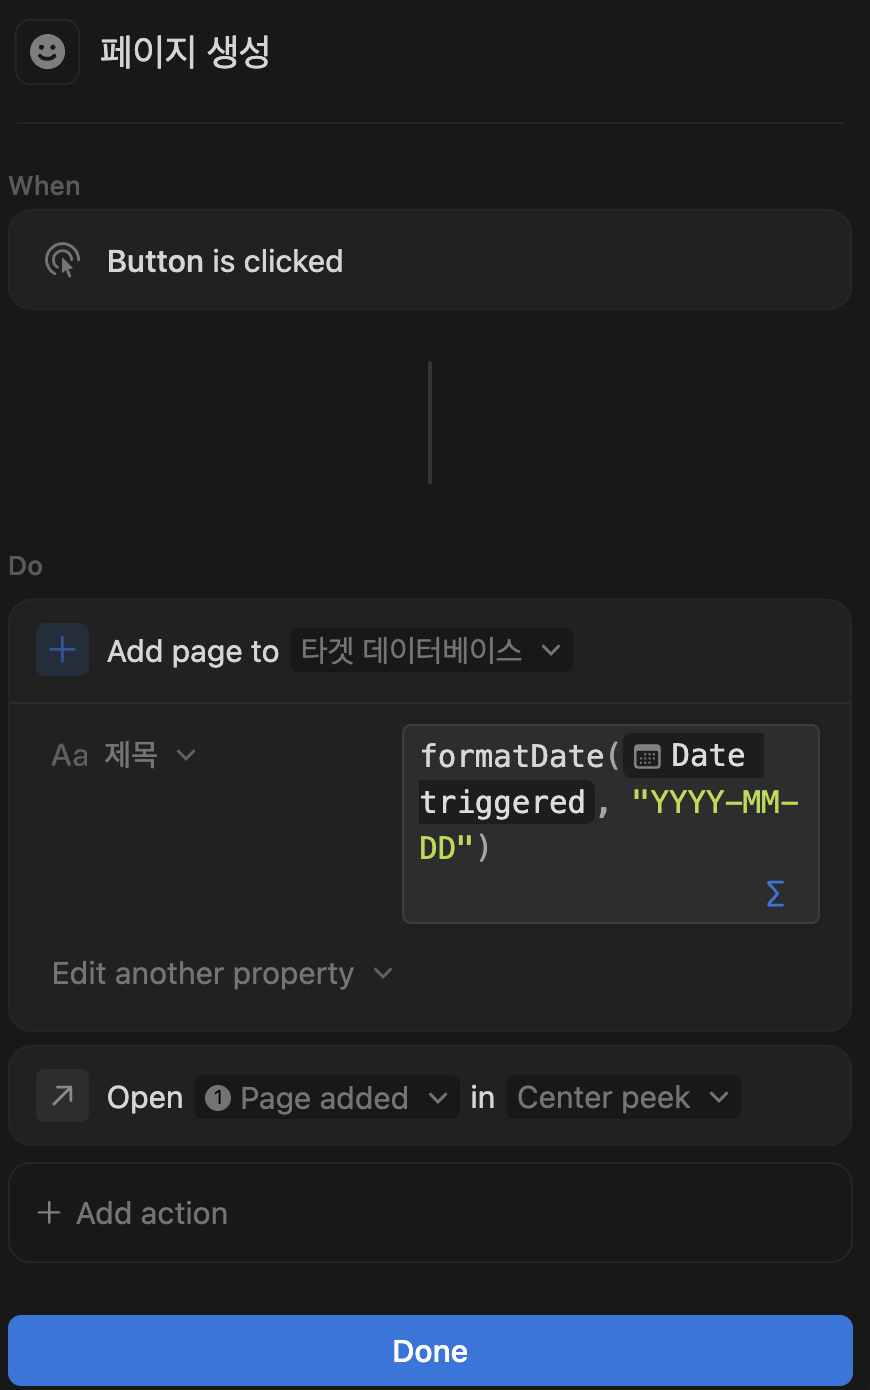 페이지 생성
When
Button is clicked
Do
Add page to 타겟 데이터베이스
Aa 제목
formatDate( Date
triggered , "YYYY-MM-
DD")
Σ
Edit another property
Open 1 Page added in Center peek
+ Add action
Done